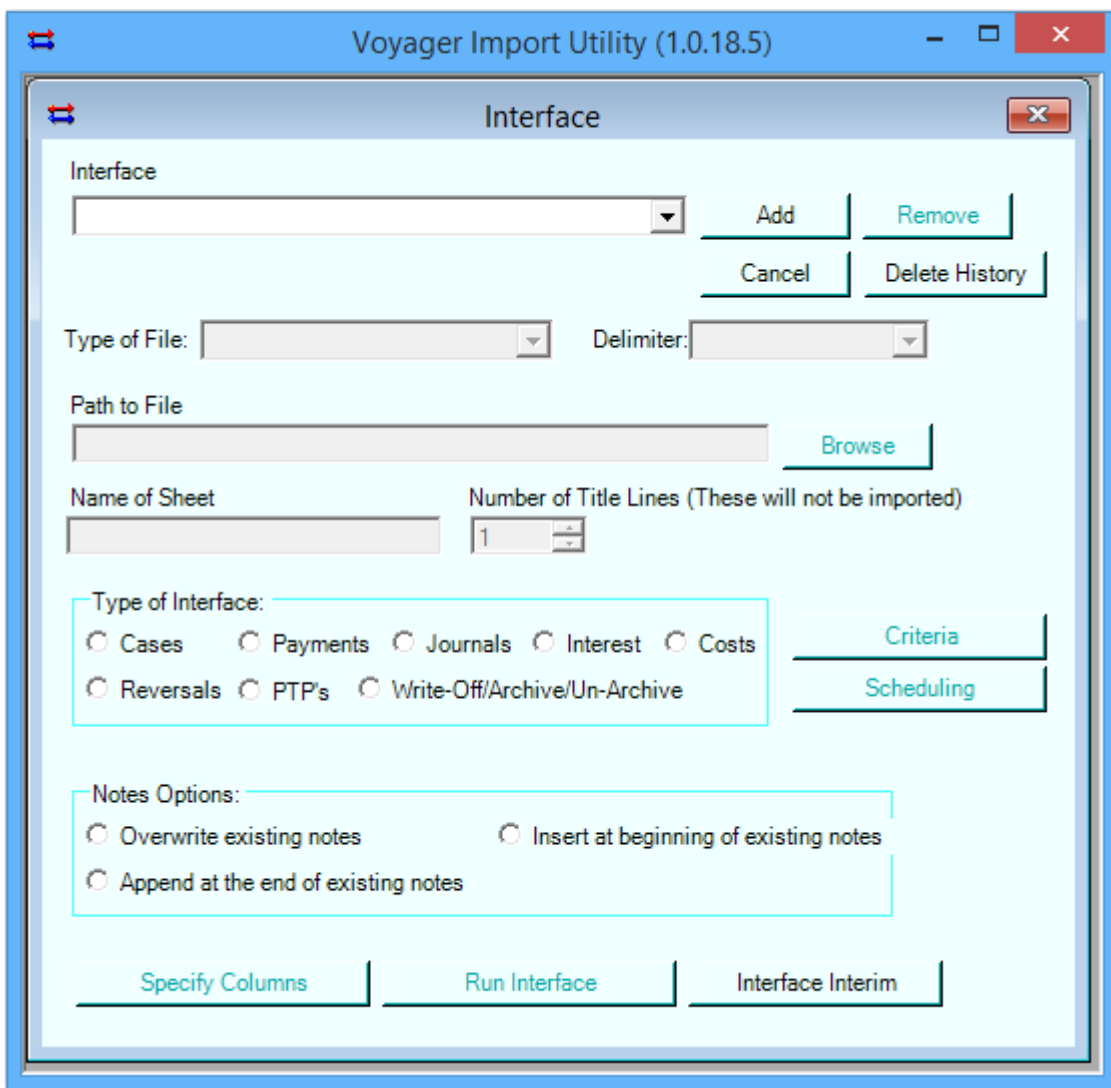 Voyager Import Utility (1.0.18.5)
Interface
Interface
Add Remove
Cancel Delete History
Type of File: Delimiter:
Path to File
Browse
Name of Sheet Number of Title Lines (These will not be imported)
1
Type of Interface:
Cases Payments Journals Interest Costs Criteria
Reversals PTP's Write-Off/Archive/Un-Archive Scheduling
Notes Options:
Overwrite existing notes Insert at beginning of existing notes
Append at the end of existing notes
Specify Columns Run Interface Interface Interim